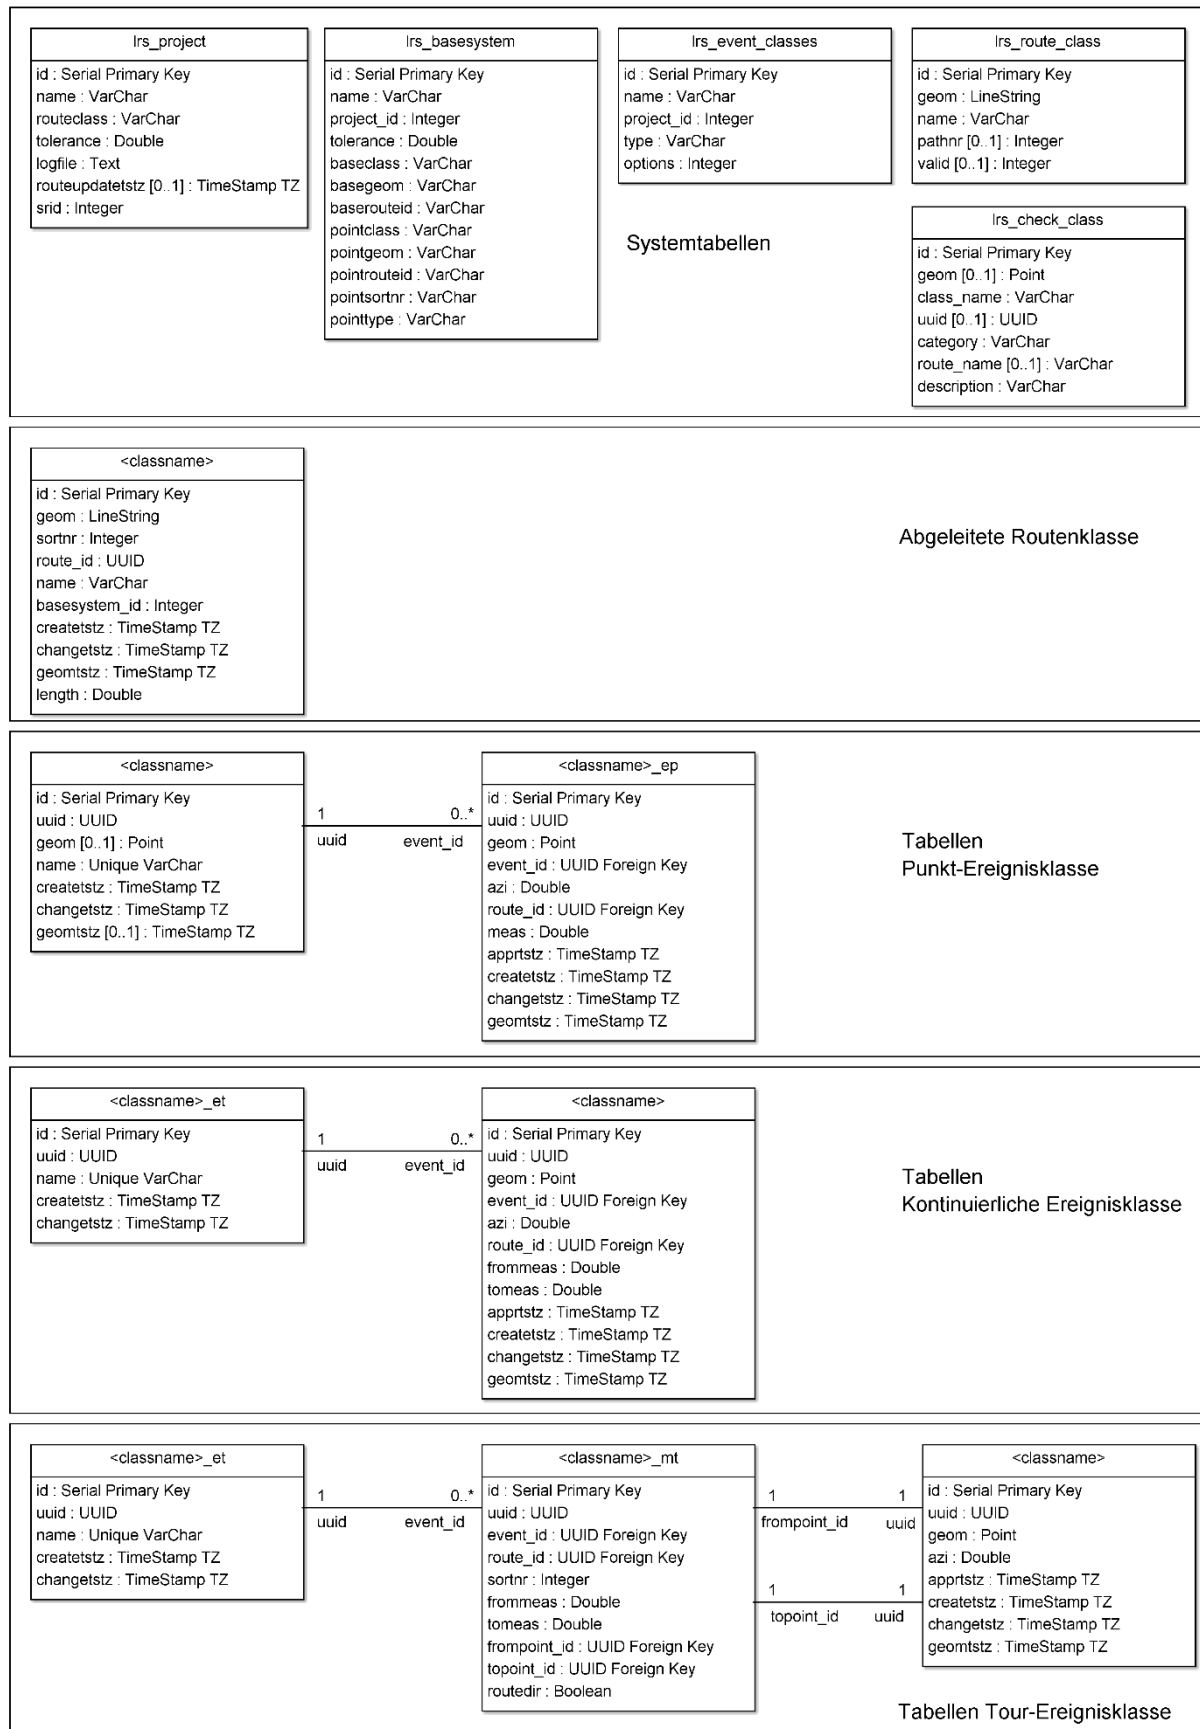 lrs_project
id : Serial Primary Key
name : VarChar
routeclass : VarChar
tolerance : Double
logfile : Text
routeupdatetstz [0..1] : TimeStamp TZ
srid : Integer
lrs_basesystem
id : Serial Primary Key
name : VarChar
project_id : Integer
tolerance : Double
baseclass : VarChar
basegeom : VarChar
baserouteid : VarChar
pointclass : VarChar
pointgeom : VarChar
pointrouteid : VarChar
pointsortnr : VarChar
pointtype : VarChar
lrs_event_classes
id : Serial Primary Key
name : VarChar
project_id : Integer
type : VarChar
options : Integer
lrs_route_class
id : Serial Primary Key
geom : LineString
name : VarChar
pathnr [0..1] : Integer
valid [0..1] : Integer
lrs_check_class
id : Serial Primary Key
geom [0..1] : Point
class_name : VarChar
uuid [0..1] : UUID
category : VarChar
route_name [0..1] : VarChar
description : VarChar
Systemtabellen
<classname>
id : Serial Primary Key
geom : LineString
sortnr : Integer
route_id : UUID
name : VarChar
basesystem_id : Integer
createtstz : TimeStamp TZ
changetstz : TimeStamp TZ
geomtstz : TimeStamp TZ
length : Double
Abgeleitete Routenklasse
<classname>
id : Serial Primary Key
uuid : UUID
geom [0..1] : Point
name : Unique VarChar
createtstz : TimeStamp TZ
changetstz : TimeStamp TZ
geomtstz [0..1] : TimeStamp TZ
1 0..*
uuid event_id
<classname>_ep
id : Serial Primary Key
uuid : UUID
geom : Point
event_id : UUID Foreign Key
azi : Double
route_id : UUID Foreign Key
meas : Double
apprtstz : TimeStamp TZ
createtstz : TimeStamp TZ
changetstz : TimeStamp TZ
geomtstz : TimeStamp TZ
Tabellen
Punkt-Ereignisklasse
<classname>_et
id : Serial Primary Key
uuid : UUID
name : Unique VarChar
createtstz : TimeStamp TZ
changetstz : TimeStamp TZ
1 0..*
uuid event_id
<classname>
id : Serial Primary Key
uuid : UUID
geom : Point
event_id : UUID Foreign Key
azi : Double
route_id : UUID Foreign Key
frommeas : Double
tomeas : Double
apprtstz : TimeStamp TZ
createtstz : TimeStamp TZ
changetstz : TimeStamp TZ
geomtstz : TimeStamp TZ
Tabellen
Kontinuierliche Ereignisklasse
<classname>_et
id : Serial Primary Key
uuid : UUID
name : Unique VarChar
createtstz : TimeStamp TZ
changetstz : TimeStamp TZ
1 0..*
uuid event_id
<classname>_mt
id : Serial Primary Key
uuid : UUID
event_id : UUID Foreign Key
route_id : UUID Foreign Key
sortnr : Integer
frommeas : Double
tomeas : Double
frompoint_id : UUID Foreign Key
topoint_id : UUID Foreign Key
routedir : Boolean
1 1
frompoint_id uuid
1 1
topoint_id uuid
<classname>
id : Serial Primary Key
uuid : UUID
geom : Point
azi : Double
apprtstz : TimeStamp TZ
createtstz : TimeStamp TZ
changetstz : TimeStamp TZ
geomtstz : TimeStamp TZ
Tabellen Tour-Ereignisklasse